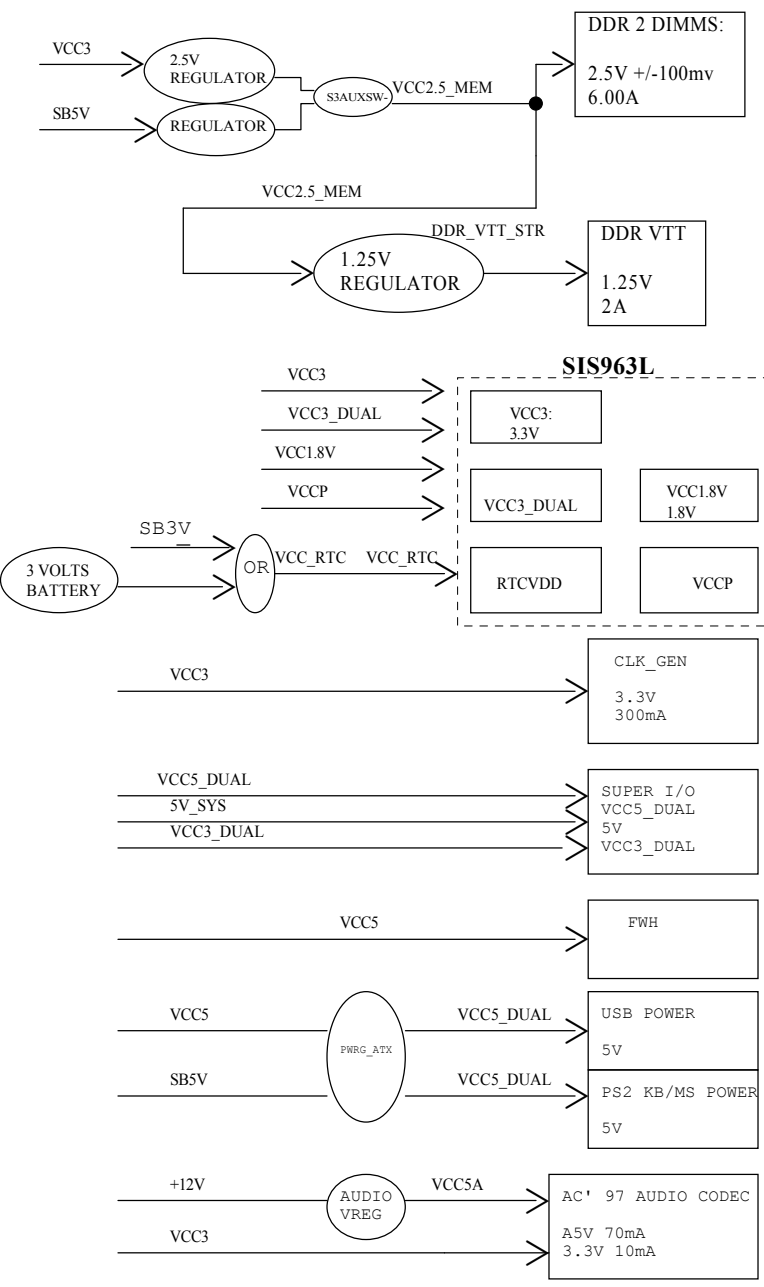 DDR 2 DIMMS:
2.5V +/-100mv
6.00A
VCC3
2.5V
REGULATOR
S3AUXSW-
VCC2.5_MEM
SB5V
REGULATOR
VCC2.5_MEM
DDR_VTT_STR
1.25V
REGULATOR
DDR VTT
1.25V
2A
SIS963L
VCC3
VCC3_DUAL
VCC1.8V
VCCP
VCC3:
3.3V
VCC3_DUAL
VCC1.8V
1.8V
SB3V_
3 VOLTS
BATTERY
OR
VCC_RTC
VCC_RTC
RTCVDD
VCCP
VCC3
CLK_GEN
3.3V
300mA
VCC5_DUAL
5V_SYS
VCC3_DUAL
SUPER I/O
VCC5_DUAL
5V
VCC3_DUAL
VCC5
FWH
VCC5
PWRG_ATX
VCC5_DUAL
USB POWER
5V
SB5V
VCC5_DUAL
PS2 KB/MS POWER
5V
+12V
AUDIO
VREG
VCC5A
AC' 97 AUDIO CODEC
A5V 70mA
3.3V 10mA
VCC3